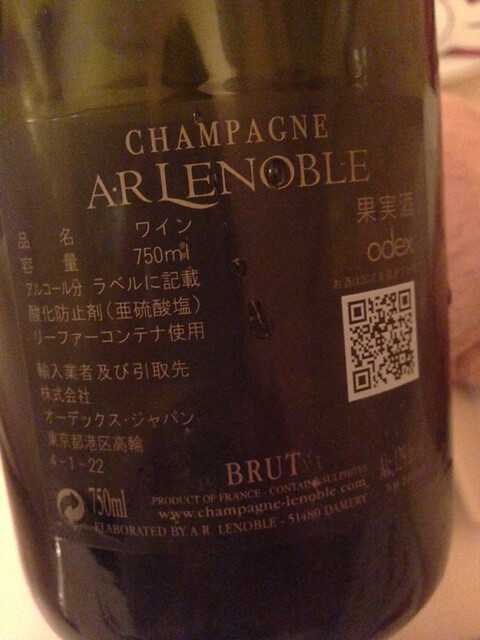 CHAMPAGNE
A·R LENOBLE
果実酒
odex
品 名 ワイン
容 量 750ml
アルコール分 ラベルに記載
酸化防止剤(亜硫酸塩)
リーファーコンテナ使用
輸入業者及び引取先
株式会社
オーデックス・ジャパン
東京都港区高輪
4-1-22
BRUT
750ml
PRODUCT OF FRANCE · CONTAINS SULPHITES
www.champagne-lenoble.com
ELABORATED BY A.R. LENOBLE - 51480 DAMERY